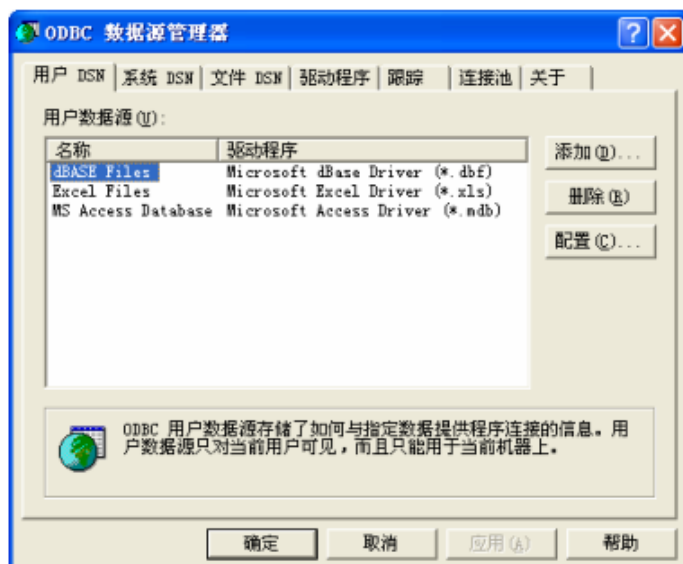 ODBC 数据源管理器
用户 DSN 系统 DSN 文件 DSN 驱动程序 跟踪 连接池 关于
用户数据源(U):
名称 驱动程序
dBASE Files Microsoft dBase Driver (*.dbf)
Excel Files Microsoft Excel Driver (*.xls)
MS Access Database Microsoft Access Driver (*.mdb)
添加(D)...
删除(R)
配置(C)...
ODBC 用户数据源存储了如何与指定数据提供程序连接的信息。用
户数据源只对当前用户可见，而且只能用于当前机器上。
确定 取消 应用(A) 帮助